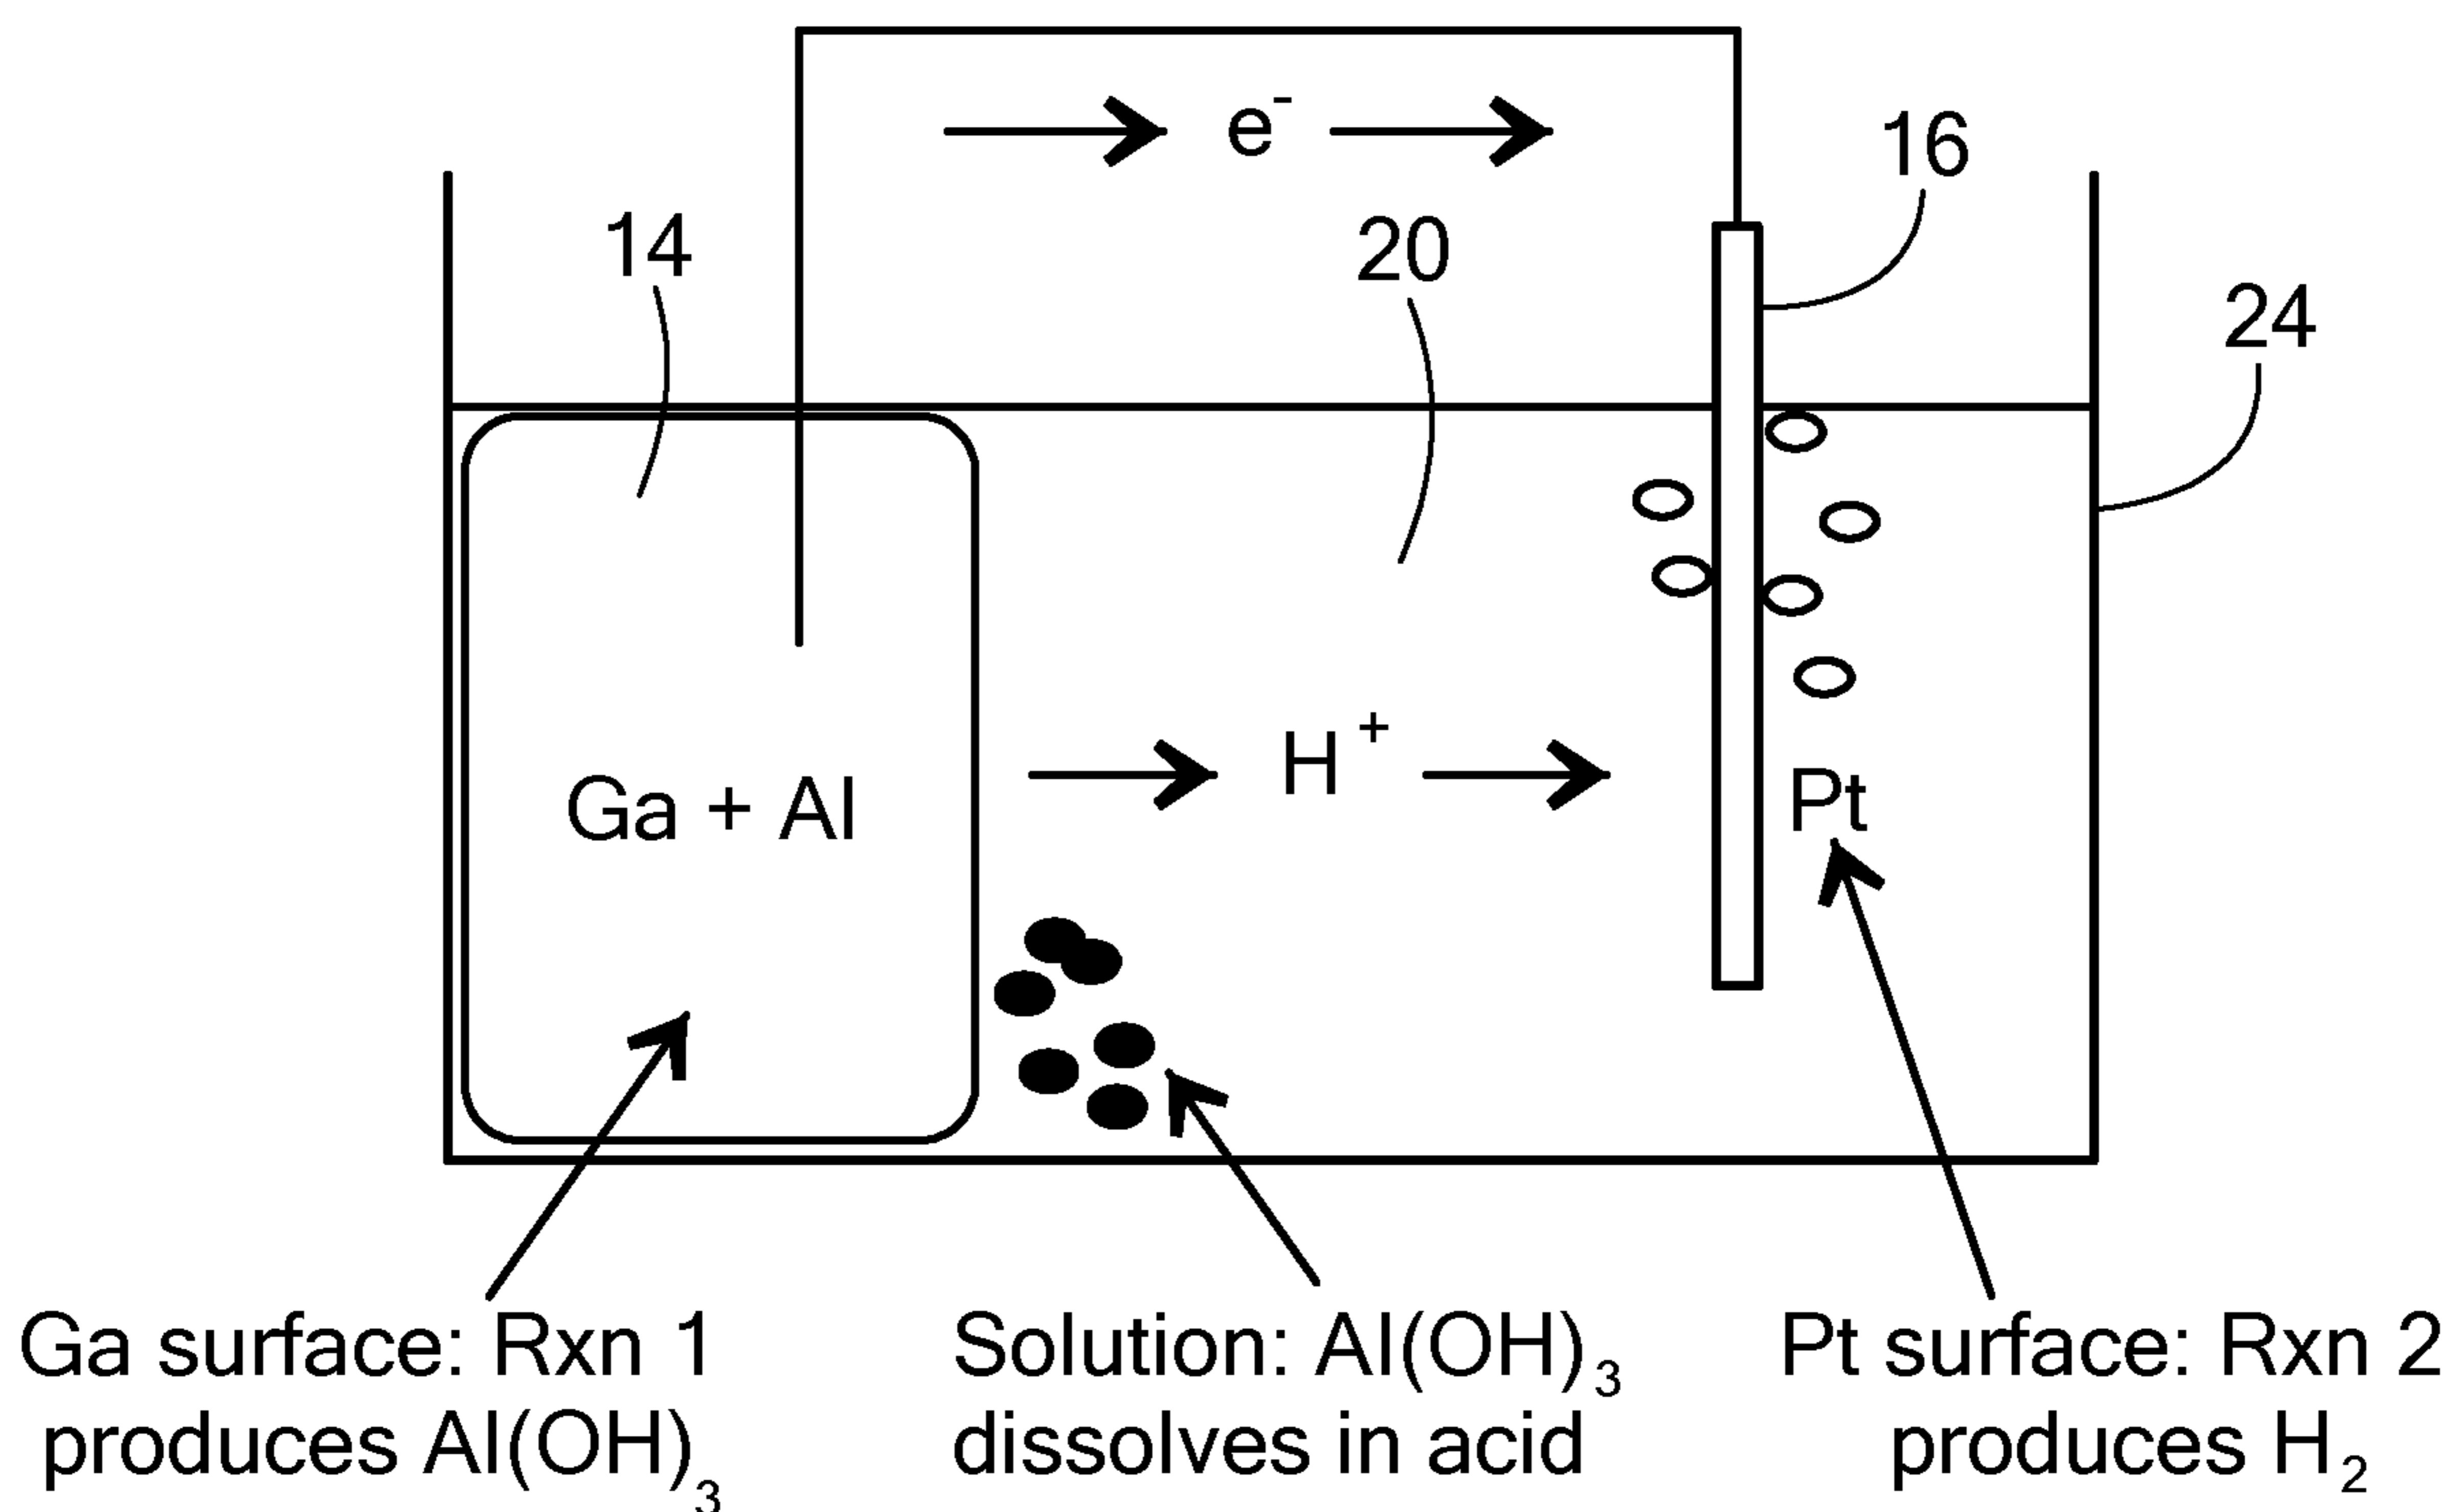 e⁻
16
14
20
24
H⁺
Ga + Al
Pt
Ga surface: Rxn 1
produces Al(OH)₃
Solution: Al(OH)₃
dissolves in acid
Pt surface: Rxn 2
produces H₂